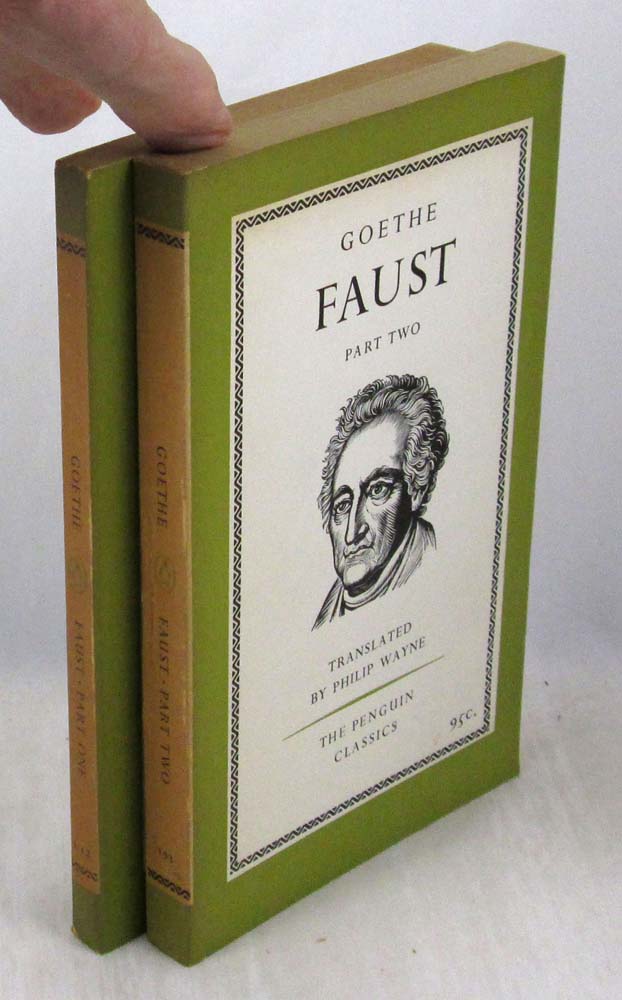 GOETHE
FAUST
PART TWO
TRANSLATED
BY PHILIP WAYNE
THE PENGUIN
CLASSICS
95c.
GOETHE
FAUST · PART TWO
GOETHE
FAUST · PART ONE